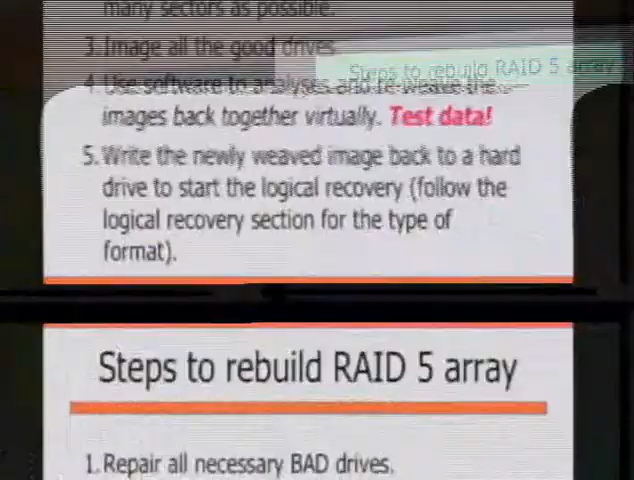 many sectors as possible.
3. Image all the good drives
Steps to rebuild RAID 5 array
4. Use software to analyses and re-weave the
images back together virtually. Test data!
5. Write the newly weaved image back to a hard
drive to start the logical recovery (follow the
logical recovery section for the type of
format).
Steps to rebuild RAID 5 array
1. Repair all necessary BAD drives.